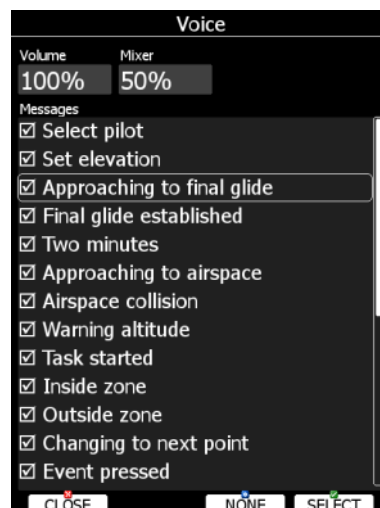 Voice
Volume Mixer
100% 50%
Messages
Select pilot
Set elevation
Approaching to final glide
Final glide established
Two minutes
Approaching to airspace
Airspace collision
Warning altitude
Task started
Inside zone
Outside zone
Changing to next point
Event pressed
CLOSE NONE SELECT